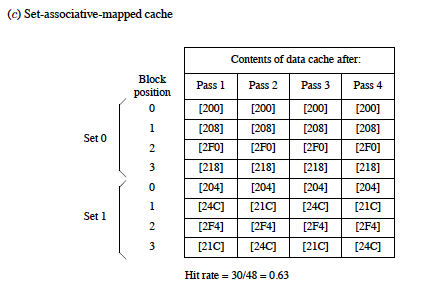 (c) Set-associative-mapped cache
Contents of data cache after:
Block position Pass 1 Pass 2 Pass 3 Pass 4
Set 0
0 [200] [200] [200] [200]
1 [208] [208] [208] [208]
2 [2F0] [2F0] [2F0] [2F0]
3 [218] [218] [218] [218]
Set 1
0 [204] [204] [204] [204]
1 [24C] [21C] [24C] [21C]
2 [2F4] [2F4] [2F4] [2F4]
3 [21C] [24C] [21C] [24C]
Hit rate = 30/48 = 0.63